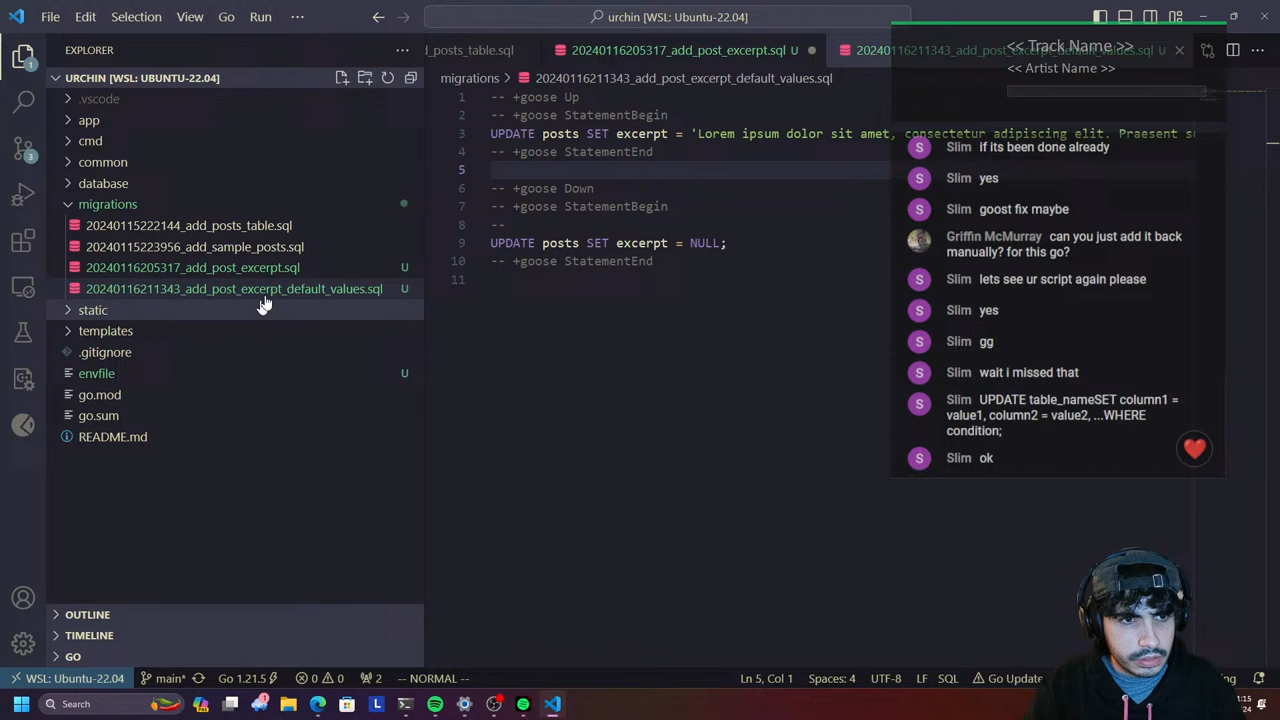 File Edit Selection View Go Run ···
urchin [WSL: Ubuntu-22.04]
EXPLORER
URCHIN [WSL: UBUNTU-22.04]
.vscode
app
cmd
common
database
migrations
20240115222144_add_posts_table.sql
20240115223956_add_sample_posts.sql
20240116205317_add_post_excerpt.sql U
20240116211343_add_post_excerpt_default_values.sql U
static
templates
.gitignore
envfile U
go.mod
go.sum
README.md
OUTLINE
TIMELINE
GO
d_posts_table.sql
20240116205317_add_post_excerpt.sql U
20240116211343_add_post_excerpt_default_values.sql U
migrations > 20240116211343_add_post_excerpt_default_values.sql
1 -- +goose Up
2 -- +goose StatementBegin
3 UPDATE posts SET excerpt = 'Lorem ipsum dolor sit amet, consectetur adipiscing elit. Praesent s
4 -- +goose StatementEnd
5
6 -- +goose Down
7 -- +goose StatementBegin
8 --
9 UPDATE posts SET excerpt = NULL;
10 -- +goose StatementEnd
11
<< Track Name >>
<< Artist Name >>
S Slim if its been done already
S Slim yes
S Slim goost fix maybe
Griffin McMurray can you just add it back
manually? for this go?
S Slim lets see ur script again please
S Slim yes
S Slim gg
S Slim wait i missed that
S Slim UPDATE table_nameSET column1 =
value1, column2 = value2, ...WHERE
condition;
S Slim ok
WSL: Ubuntu-22.04 main* Go 1.21.5 0 0 2 -- NORMAL -- Ln 5, Col 1 Spaces: 4 UTF-8 LF SQL Go Update
Search